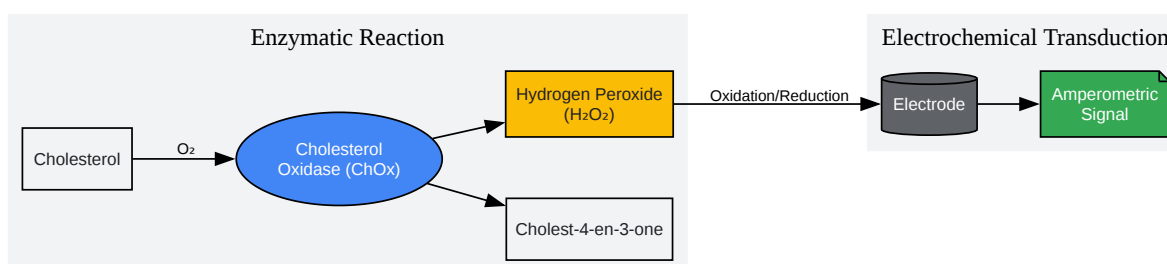 Enzymatic Reaction
Electrochemical Transduction
Cholesterol
O₂
Cholesterol
Oxidase (ChOx)
Hydrogen Peroxide
(H₂O₂)
Cholest-4-en-3-one
Oxidation/Reduction
Electrode
Amperometric
Signal